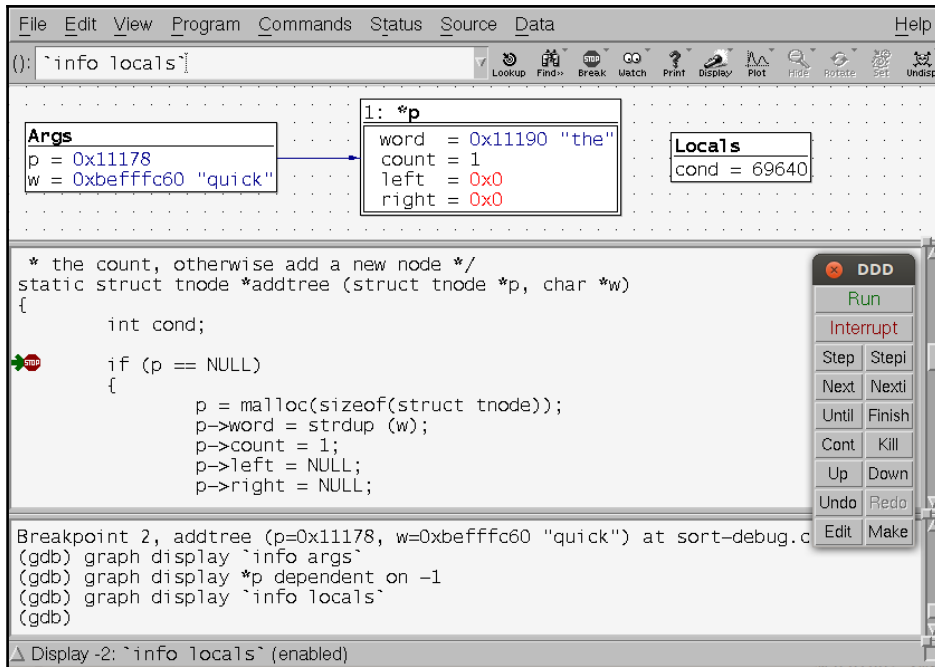 File Edit View Program Commands Status Source Data Help
(): `info locals`
Lookup Find>> Break Watch Print Display Plot Hide Rotate Set Undisp
1: *p
word = 0x11190 "the"
count = 1
left = 0x0
right = 0x0
Args
p = 0x11178
w = 0xbefffc60 "quick"
Locals
cond = 69640
* the count, otherwise add a new node */
static struct tnode *addtree (struct tnode *p, char *w)
{
int cond;
STOP
if (p == NULL)
{
p = malloc(sizeof(struct tnode));
p->word = strdup (w);
p->count = 1;
p->left = NULL;
p->right = NULL;
DDD
Run
Interrupt
Step Stepi
Next Nexti
Until Finish
Cont Kill
Up Down
Undo Redo
Edit Make
Breakpoint 2, addtree (p=0x11178, w=0xbefffc60 "quick") at sort-debug.c
(gdb) graph display `info args`
(gdb) graph display *p dependent on -1
(gdb) graph display `info locals`
(gdb)
Display -2: `info locals` (enabled)